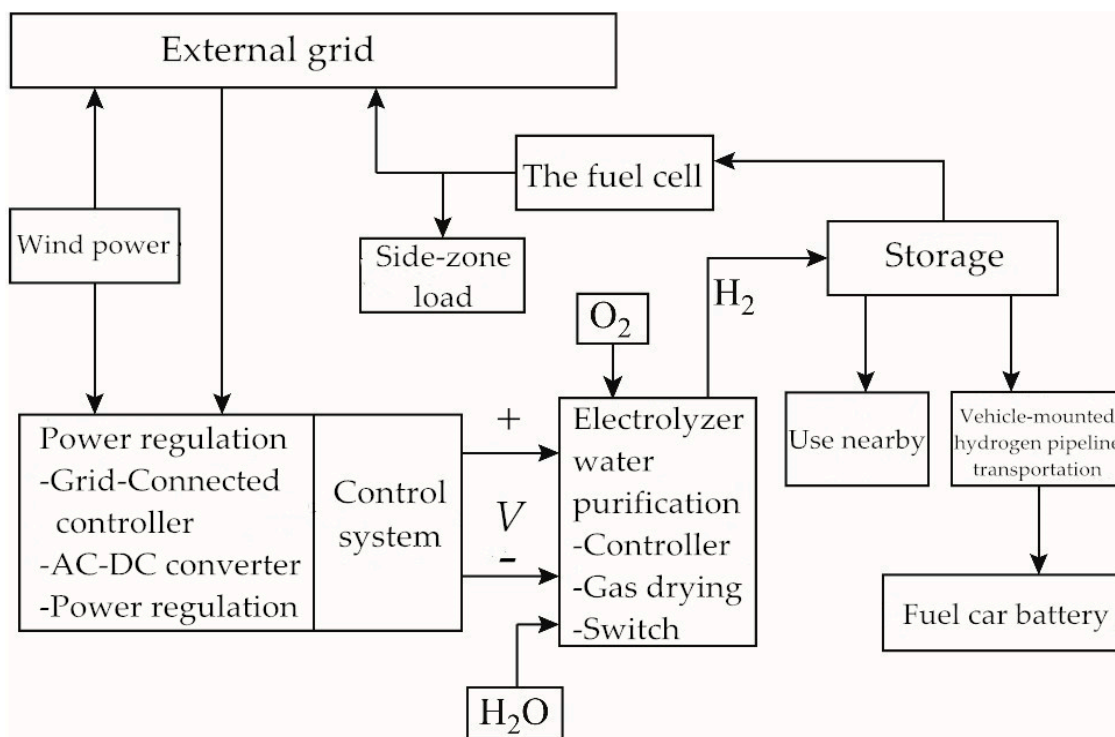 External grid
The fuel cell
Wind power
Side-zone
load
Storage
H2
O2
Power regulation
-Grid-Connected
controller
-AC-DC converter
-Power regulation
Control
system
+
V
-
Electrolyzer
water
purification
-Controller
-Gas drying
-Switch
Use nearby
Vehicle-mounted
hydrogen pipeline
transportation
Fuel car battery
H2O